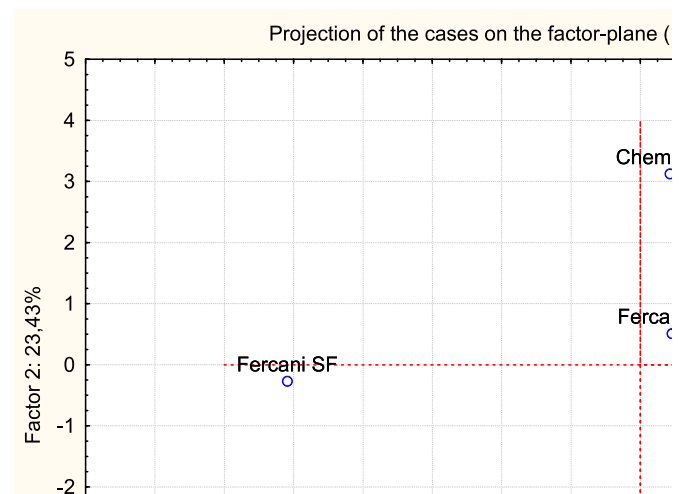 Projection of the cases on the factor-plane (
5
4
Chem
3
2
1
Ferca
0
Fercani SF
-1
-2
Factor 2: 23,43%